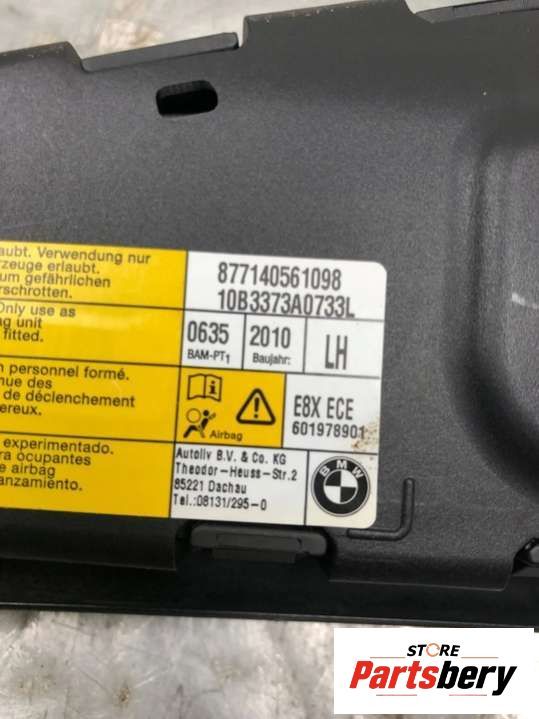 aubt. Verwendung nur
zeuge erlaubt.
um gefährlichen
rschrotten.
Only use as
ng unit
fitted.
n personnel formé.
nue des
de déclenchement
ereux.
experimentado.
ra ocupantes
e airbag
anzamiento.
877140561098
10B3373A0733L
0635
BAM-PT1
2010
Baujahr:
LH
i
Airbag
E8X ECE
601978901
Autoliv B.V. & Co. KG
Theodor-Heuss-Str.2
85221 Dachau
Tel.:08131/295-0
BMW
STORE
Partsbery